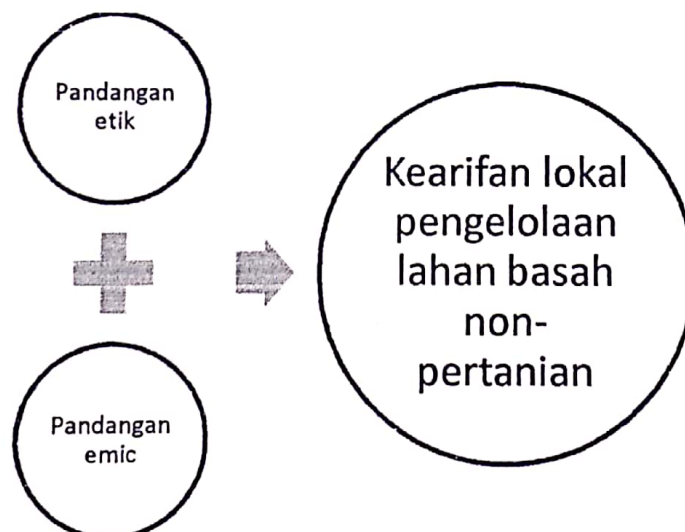 Pandangan
etik
Pandangan
emic
Kearifan lokal
pengelolaan
lahan basah
non-
pertanian